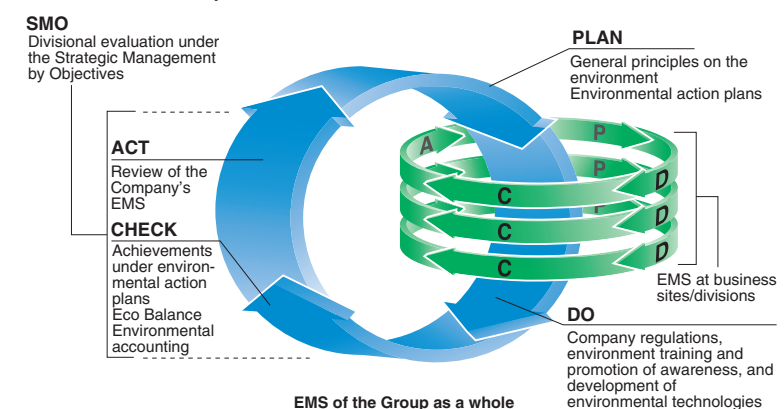 SMO
Divisional evaluation under
the Strategic Management
by Objectives
PLAN
General principles on the
environment
Environmental action plans
ACT
Review of the
Company's
EMS
CHECK
Achievements
under environ-
mental action
plans
Eco Balance
Environmental
accounting
A
P
P
P
C
D
C
D
C
D
EMS at business
sites/divisions
DO
Company regulations,
environment training and
promotion of awareness, and
development of
environmental technologies
EMS of the Group as a whole